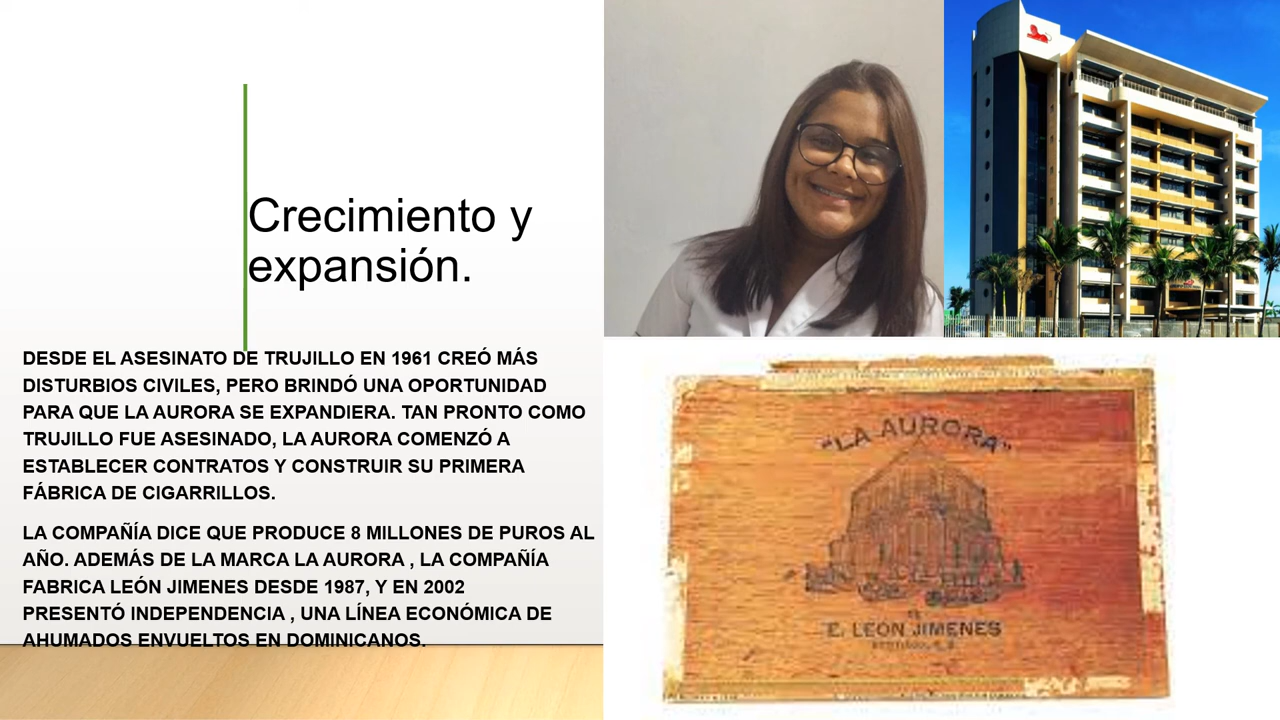 Crecimiento y
expansión.
DESDE EL ASESINATO DE TRUJILLO EN 1961 CREÓ MÁS
DISTURBIOS CIVILES, PERO BRINDÓ UNA OPORTUNIDAD
PARA QUE LA AURORA SE EXPANDIERA. TAN PRONTO COMO
TRUJILLO FUE ASESINADO, LA AURORA COMENZÓ A
ESTABLECER CONTRATOS Y CONSTRUIR SU PRIMERA
FÁBRICA DE CIGARRILLOS.
LA COMPAÑÍA DICE QUE PRODUCE 8 MILLONES DE PUROS AL
AÑO. ADEMÁS DE LA MARCA LA AURORA , LA COMPAÑÍA
FABRICA LEÓN JIMENES DESDE 1987, Y EN 2002
PRESENTÓ INDEPENDENCIA , UNA LÍNEA ECONÓMICA DE
AHUMADOS ENVUELTOS EN DOMINICANOS.
"LA AURORA"
E. LEON JIMENES